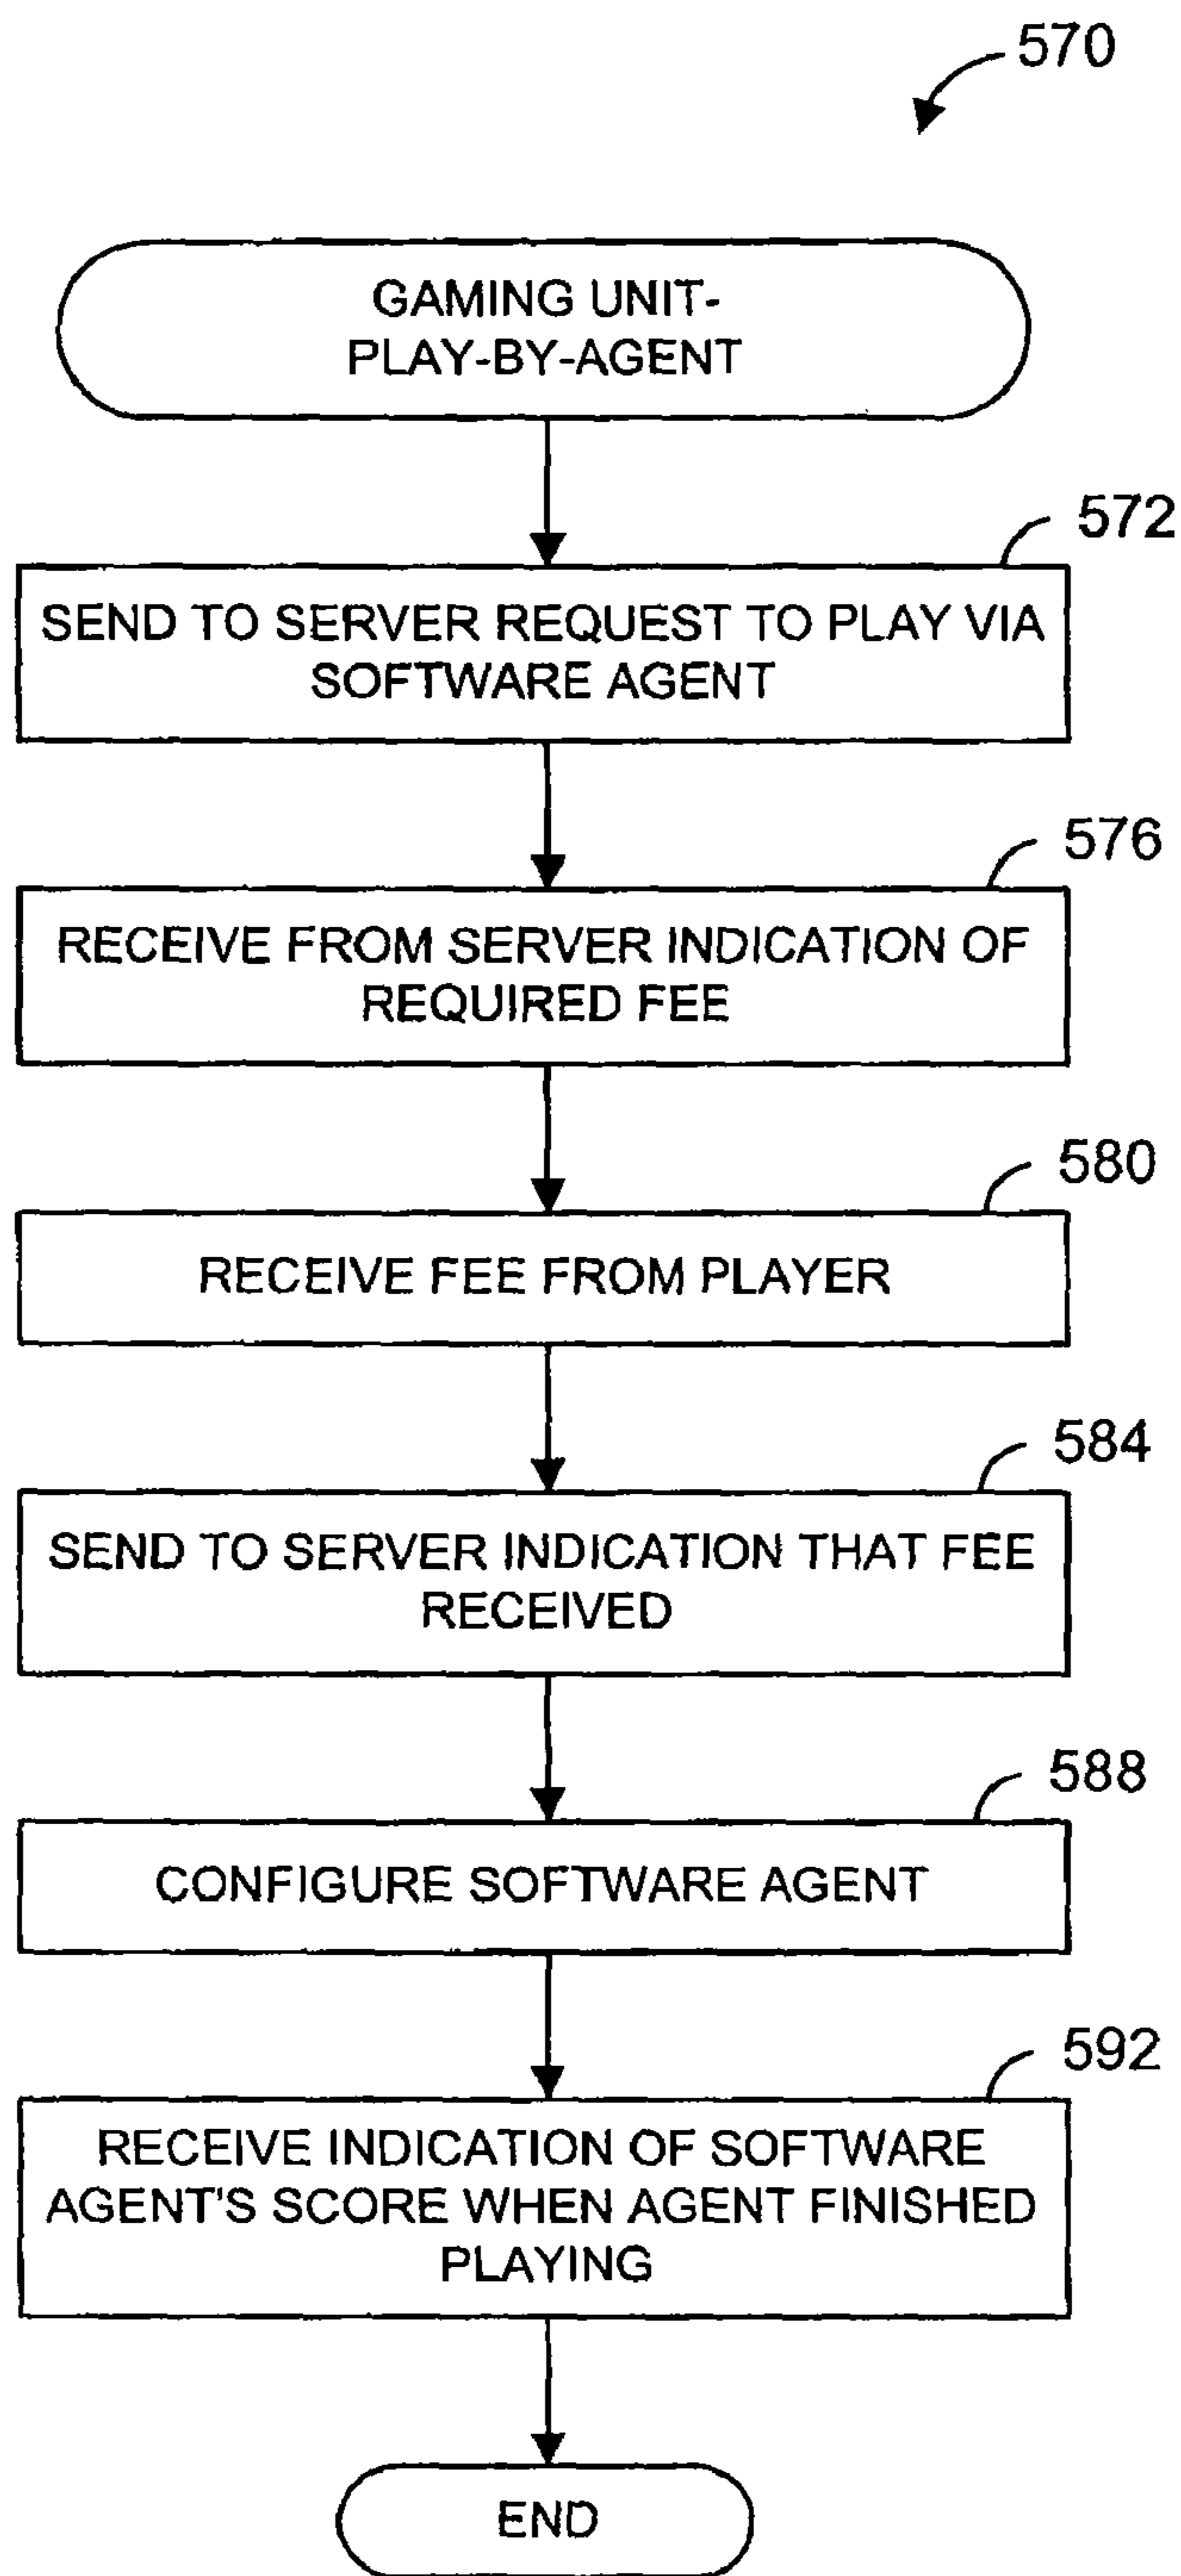 570
GAMING UNIT-
PLAY-BY-AGENT
572
SEND TO SERVER REQUEST TO PLAY VIA
SOFTWARE AGENT
576
RECEIVE FROM SERVER INDICATION OF
REQUIRED FEE
580
RECEIVE FEE FROM PLAYER
584
SEND TO SERVER INDICATION THAT FEE
RECEIVED
588
CONFIGURE SOFTWARE AGENT
592
RECEIVE INDICATION OF SOFTWARE
AGENT'S SCORE WHEN AGENT FINISHED
PLAYING
END